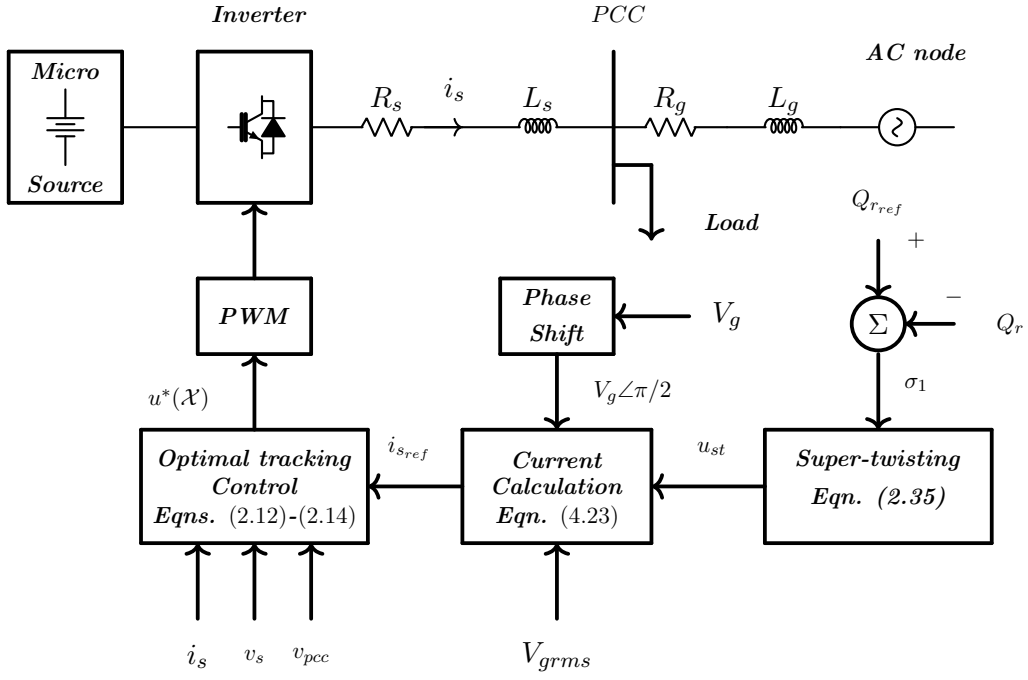 Inverter
PCC
AC node
Micro
Source
R_s
i_s
L_s
R_g
L_g
Load
Q_{r_{ref}}
+
−
Σ
Q_r
σ_1
PWM
Phase
Shift
V_g
V_g∠π/2
u*(𝒳)
Optimal tracking
Control
Eqns. (2.12)-(2.14)
i_{s_{ref}}
Current
Calculation
Eqn. (4.23)
u_{st}
Super-twisting
Eqn. (2.35)
i_s
v_s
v_{pcc}
V_{grms}